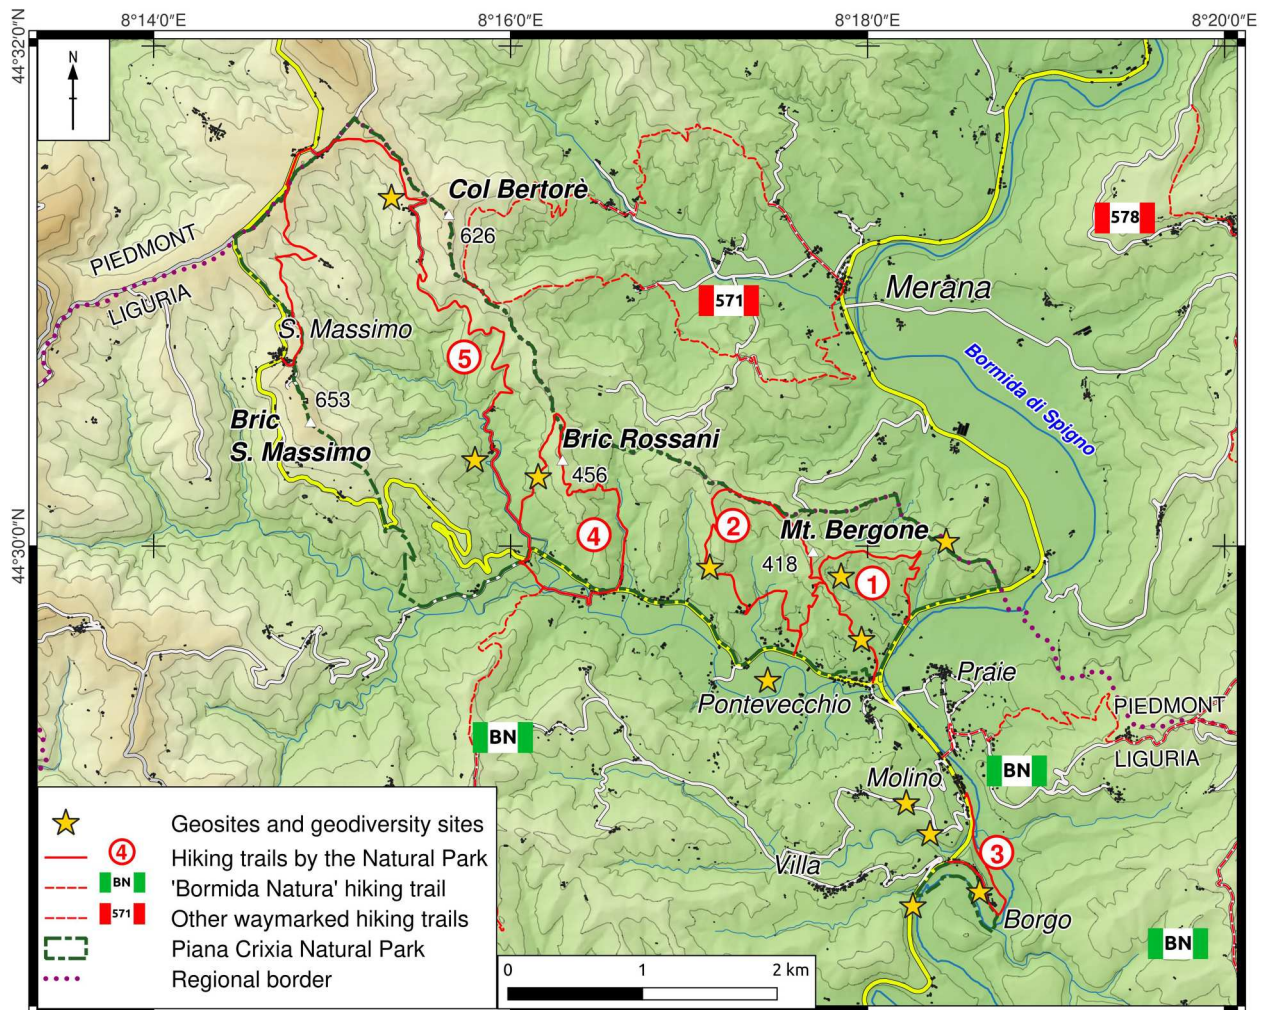 8°14'0"E
8°16'0"E
8°18'0"E
8°20'0"E
44°32'0"N
N
Col Bertorè
626
578
PIEDMONT
LIGURIA
571
Merana
S. Massimo
5
Bormida di Spigno
653
Bric
S. Massimo
Bric Rossani
456
4
2
Mt. Bergone
44°30'0"N
418
1
Praie
Pontevecchio
PIEDMONT
LIGURIA
BN
BN
Molino
3
Villa
Borgo
BN
Geosites and geodiversity sites
4 Hiking trails by the Natural Park
BN 'Bormida Natura' hiking trail
571 Other waymarked hiking trails
Piana Crixia Natural Park
Regional border
0 1 2 km